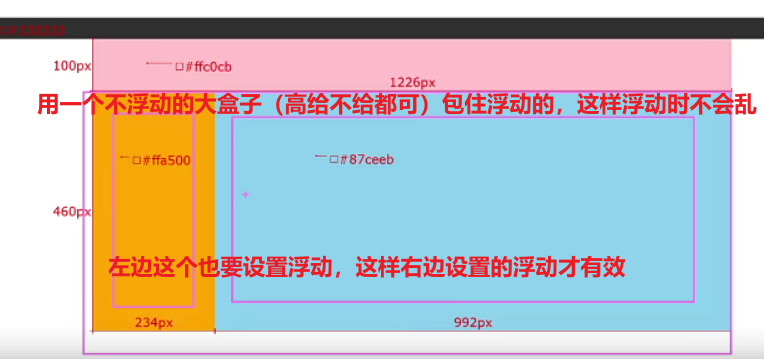 100px
□#ffc0cb
1226px
用一个不浮动的大盒子（高给不给都可）包住浮动的，这样浮动时不会乱
□#ffa500
□#87ceeb
460px
左边这个也要设置浮动，这样右边设置的浮动才有效
234px
992px